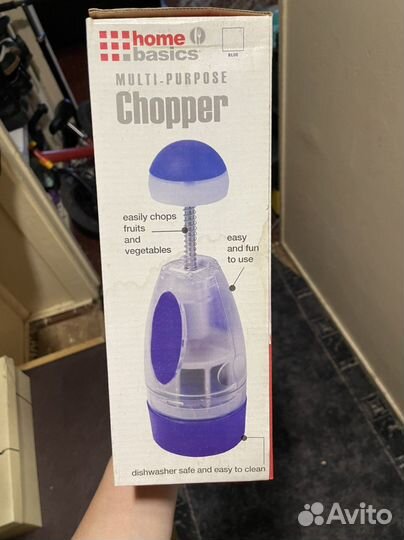 home
basics
BLUE
MULTI-PURPOSE
Chopper
easily chops
fruits
and
vegetables
easy
and fun
to use
dishwasher safe and easy to clean
Avito